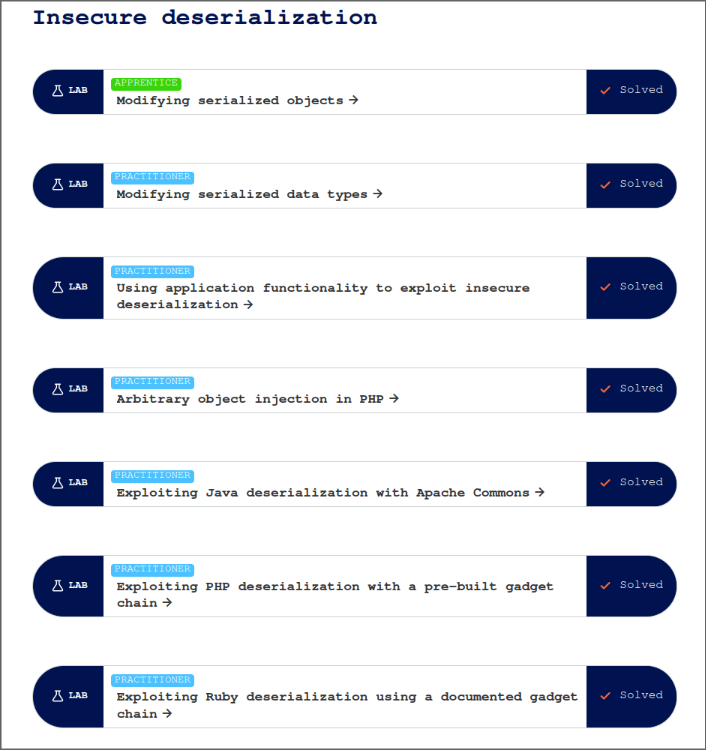 Insecure deserialization
LAB
APPRENTICE
Modifying serialized objects →
Solved
LAB
PRACTITIONER
Modifying serialized data types →
Solved
LAB
PRACTITIONER
Using application functionality to exploit insecure
deserialization →
Solved
LAB
PRACTITIONER
Arbitrary object injection in PHP →
Solved
LAB
PRACTITIONER
Exploiting Java deserialization with Apache Commons →
Solved
LAB
PRACTITIONER
Exploiting PHP deserialization with a pre-built gadget
chain →
Solved
LAB
PRACTITIONER
Exploiting Ruby deserialization using a documented gadget
chain →
Solved